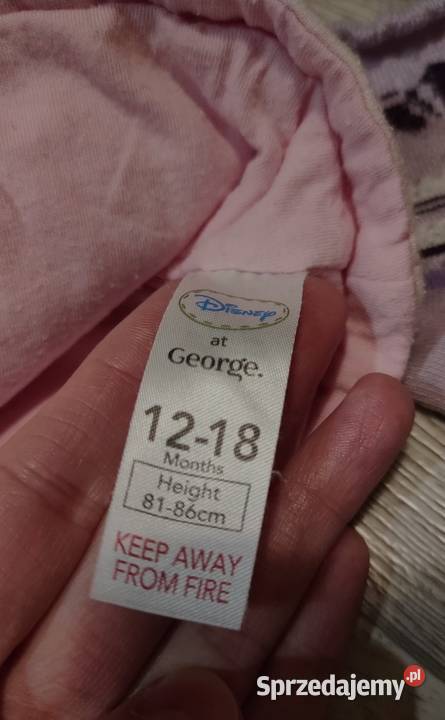 Disney
at
George.
12-18
Months
Height
81-86cm
KEEP AWAY
FROM FIRE
Sprzedajemy.pl